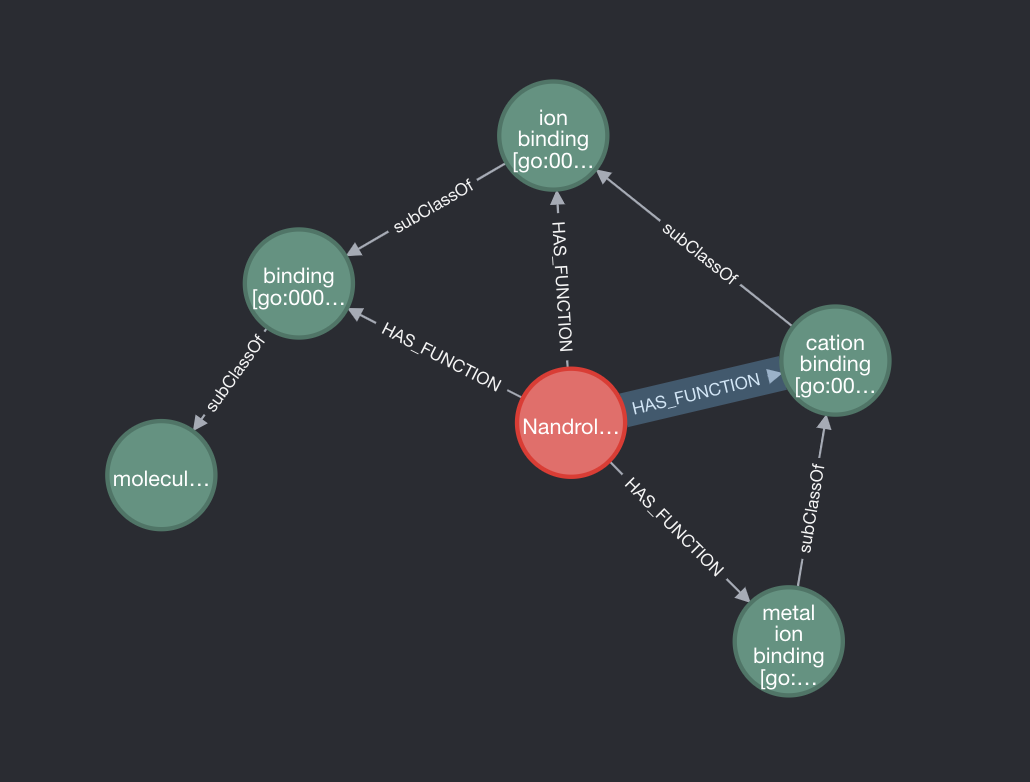 ion
binding
[go:00…
subClassOf
HAS_FUNCTION
subClassOf
binding
[go:000…
HAS_FUNCTION
cation
binding
[go:00…
subClassOf
HAS_FUNCTION
Nandrol…
molecul…
HAS_FUNCTION
subClassOf
metal
ion
binding
[go:…